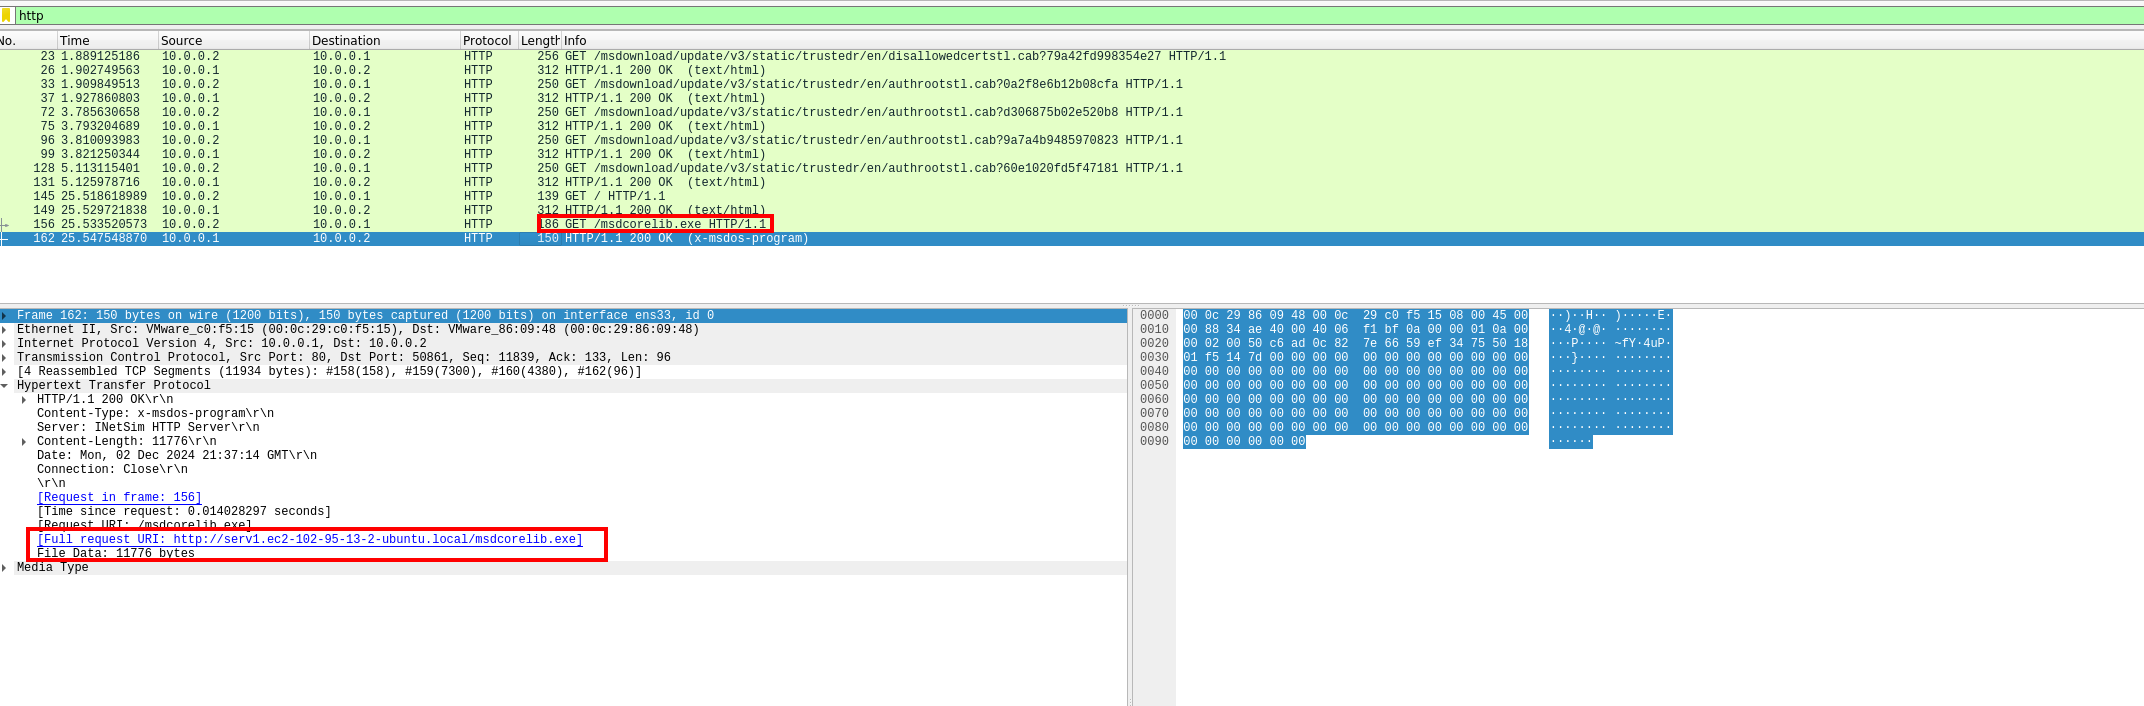 http
No. Time Source Destination Protocol Length Info
23 1.889125186 10.0.0.2 10.0.0.1 HTTP 256 GET /msdownload/update/v3/static/trustedr/en/disallowedcertstl.cab?79a42fd998354e27 HTTP/1.1
26 1.902749563 10.0.0.1 10.0.0.2 HTTP 312 HTTP/1.1 200 OK (text/html)
33 1.909849513 10.0.0.2 10.0.0.1 HTTP 250 GET /msdownload/update/v3/static/trustedr/en/authrootstl.cab?0a2f8e6b12b08cfa HTTP/1.1
37 1.927860803 10.0.0.1 10.0.0.2 HTTP 312 HTTP/1.1 200 OK (text/html)
72 3.785630658 10.0.0.2 10.0.0.1 HTTP 250 GET /msdownload/update/v3/static/trustedr/en/authrootstl.cab?d306875b02e520b8 HTTP/1.1
75 3.793204689 10.0.0.1 10.0.0.2 HTTP 312 HTTP/1.1 200 OK (text/html)
96 3.810093983 10.0.0.2 10.0.0.1 HTTP 250 GET /msdownload/update/v3/static/trustedr/en/authrootstl.cab?9a7a4b9485970823 HTTP/1.1
99 3.821250344 10.0.0.1 10.0.0.2 HTTP 312 HTTP/1.1 200 OK (text/html)
128 5.113115401 10.0.0.2 10.0.0.1 HTTP 250 GET /msdownload/update/v3/static/trustedr/en/authrootstl.cab?60e1020fd5f47181 HTTP/1.1
131 5.125978716 10.0.0.1 10.0.0.2 HTTP 312 HTTP/1.1 200 OK (text/html)
145 25.518618989 10.0.0.2 10.0.0.1 HTTP 139 GET / HTTP/1.1
149 25.529721838 10.0.0.1 10.0.0.2 HTTP 312 HTTP/1.1 200 OK (text/html)
156 25.533520573 10.0.0.2 10.0.0.1 HTTP 186 GET /msdcorelib.exe HTTP/1.1
162 25.547548870 10.0.0.1 10.0.0.2 HTTP 150 HTTP/1.1 200 OK (x-msdos-program)
Frame 162: 150 bytes on wire (1200 bits), 150 bytes captured (1200 bits) on interface ens33, id 0
Ethernet II, Src: VMware_c0:f5:15 (00:0c:29:c0:f5:15), Dst: VMware_86:09:48 (00:0c:29:86:09:48)
Internet Protocol Version 4, Src: 10.0.0.1, Dst: 10.0.0.2
Transmission Control Protocol, Src Port: 80, Dst Port: 50861, Seq: 11839, Ack: 133, Len: 96
[4 Reassembled TCP Segments (11934 bytes): #158(158), #159(7300), #160(4380), #162(96)]
Hypertext Transfer Protocol
HTTP/1.1 200 OK\r\n
Content-Type: x-msdos-program\r\n
Server: INetSim HTTP Server\r\n
Content-Length: 11776\r\n
Date: Mon, 02 Dec 2024 21:37:14 GMT\r\n
Connection: Close\r\n
\r\n
[Request in frame: 156]
[Time since request: 0.014028297 seconds]
[Request URI: /msdcorelib.exe]
[Full request URI: http://serv1.ec2-102-95-13-2-ubuntu.local/msdcorelib.exe]
File Data: 11776 bytes
Media Type
0000 00 0c 29 86 09 48 00 0c 29 c0 f5 15 08 00 45 00 ··)··H·· )·····E·
0010 00 88 34 ae 40 00 40 06 f1 bf 0a 00 00 01 0a 00 ··4·@·@· ········
0020 00 02 00 50 c6 ad 0c 82 7e 66 59 ef 34 75 50 18 ···P···· ~fY·4uP·
0030 01 f5 14 7d 00 00 00 00 00 00 00 00 00 00 00 00 ···}···· ········
0040 00 00 00 00 00 00 00 00 00 00 00 00 00 00 00 00 ········ ········
0050 00 00 00 00 00 00 00 00 00 00 00 00 00 00 00 00 ········ ········
0060 00 00 00 00 00 00 00 00 00 00 00 00 00 00 00 00 ········ ········
0070 00 00 00 00 00 00 00 00 00 00 00 00 00 00 00 00 ········ ········
0080 00 00 00 00 00 00 00 00 00 00 00 00 00 00 00 00 ········ ········
0090 00 00 00 00 00 00 ······